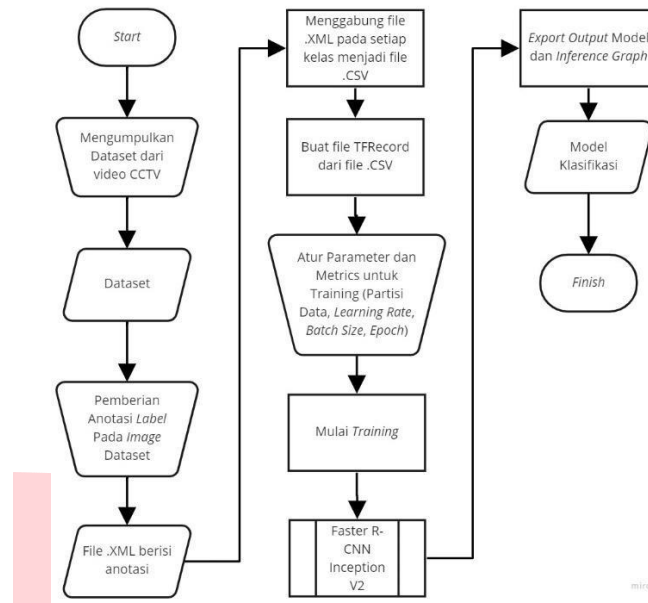 Start
Mengumpulkan
Dataset dari
video CCTV
Dataset
Pemberian
Anotasi Label
Pada Image
Dataset
File .XML berisi
anotasi
Menggabung file
.XML pada setiap
kelas menjadi file
.CSV
Buat file TFRecord
dari file .CSV
Atur Parameter dan
Metrics untuk
Training (Partisi
Data, Learning Rate,
Batch Size, Epoch)
Mulai Training
Faster R-
CNN
Inception
V2
Export Output Model
dan Inference Graph
Model
Klasifikasi
Finish